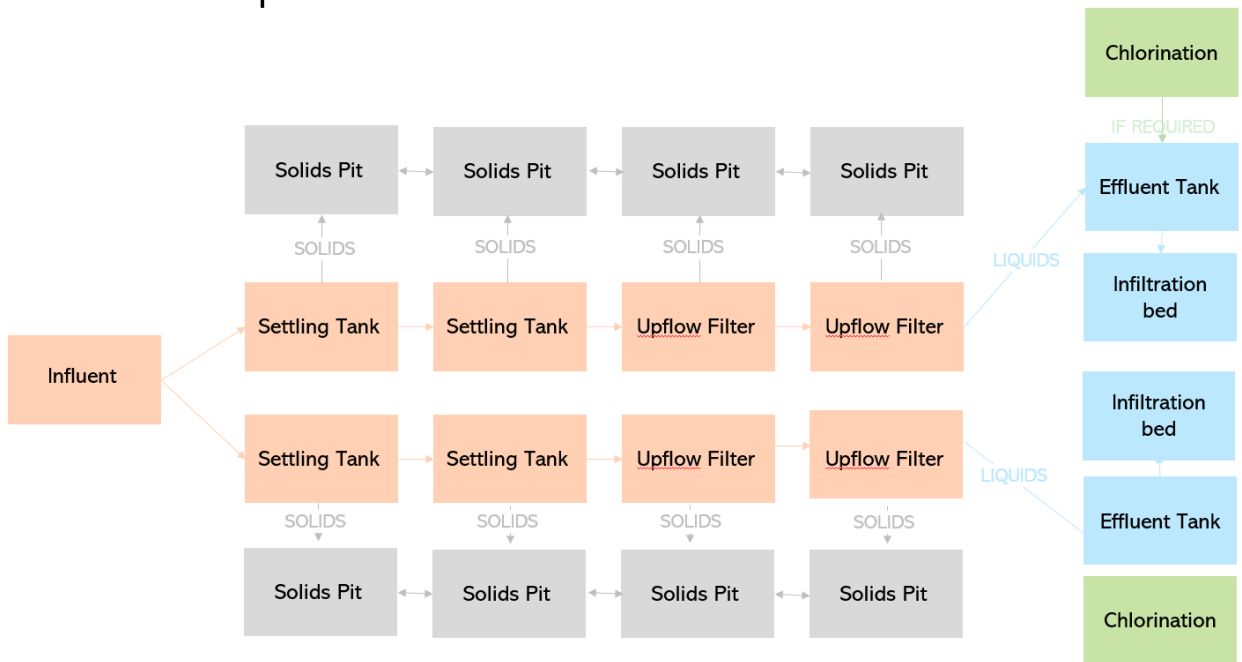 Chlorination
IF REQUIRED
Solids Pit
Solids Pit
Solids Pit
Solids Pit
Effluent Tank
SOLIDS
SOLIDS
SOLIDS
SOLIDS
LIQUIDS
Infiltration
bed
Settling Tank
Settling Tank
Upflow Filter
Upflow Filter
Influent
Infiltration
bed
Settling Tank
Settling Tank
Upflow Filter
Upflow Filter
LIQUIDS
SOLIDS
SOLIDS
SOLIDS
SOLIDS
Effluent Tank
Solids Pit
Solids Pit
Solids Pit
Solids Pit
Chlorination